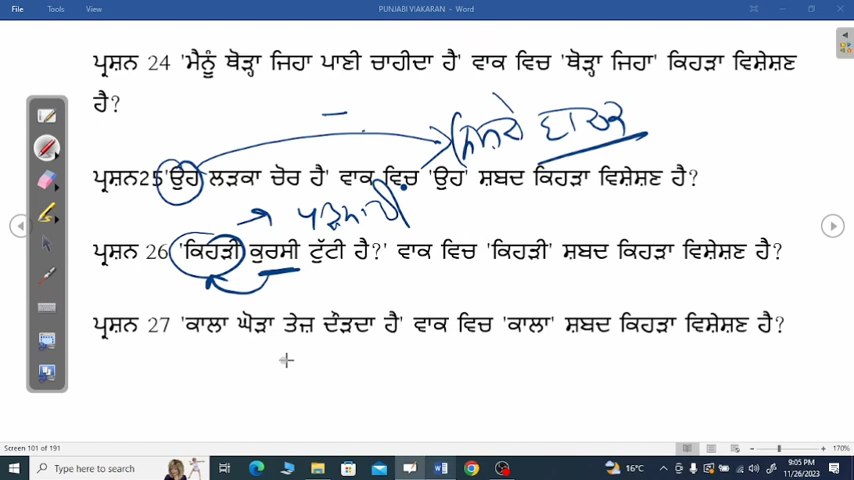 File Tools View PUNJABI VIAKARAN - Word
ਪ੍ਰਸ਼ਨ 24 'ਮੈਨੂੰ ਥੋੜ੍ਹਾ ਜਿਹਾ ਪਾਣੀ ਚਾਹੀਦਾ ਹੈ' ਵਾਕ ਵਿਚ 'ਥੋੜ੍ਹਾ ਜਿਹਾ' ਕਿਹੜਾ ਵਿਸ਼ੇਸ਼ਣ
ਹੈ?
ਵਾਚਕ
ਪ੍ਰਸ਼ਨ25'ਉਹ ਲੜਕਾ ਚੋਰ ਹੈ' ਵਾਕ ਵਿਚ 'ਉਹ' ਸ਼ਬਦ ਕਿਹੜਾ ਵਿਸ਼ੇਸ਼ਣ ਹੈ?
ਪ੍ਰਸ਼ਨ 26 'ਕਿਹੜੀ ਕੁਰਸੀ ਟੁੱਟੀ ਹੈ?' ਵਾਕ ਵਿਚ 'ਕਿਹੜੀ' ਸ਼ਬਦ ਕਿਹੜਾ ਵਿਸ਼ੇਸ਼ਣ ਹੈ?
ਪ੍ਰਸ਼ਨ 27 'ਕਾਲਾ ਘੋੜਾ ਤੇਜ਼ ਦੌੜਦਾ ਹੈ' ਵਾਕ ਵਿਚ 'ਕਾਲਾ' ਸ਼ਬਦ ਕਿਹੜਾ ਵਿਸ਼ੇਸ਼ਣ ਹੈ?
Screen 101 of 191 170%
Type here to search 16°C 9:05 PM
11/26/2023